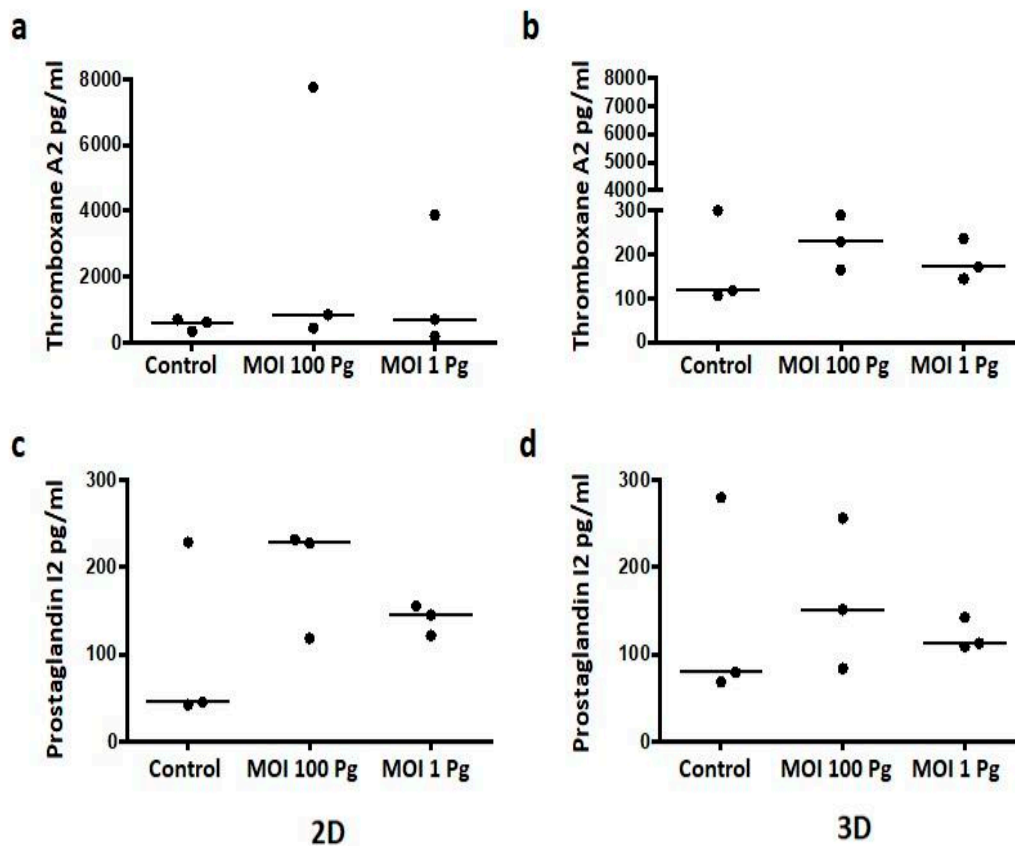 a
Thromboxane A2 pg/ml
8000
6000
4000
2000
0
Control MOI 100 Pg MOI 1 Pg
b
Thromboxane A2 pg/ml
8000
7000
6000
5000
4000
300
200
100
0
Control MOI 100 Pg MOI 1 Pg
c
Prostaglandin I2 pg/ml
300
200
100
0
Control MOI 100 Pg MOI 1 Pg
2D
d
Prostaglandin I2 pg/ml
300
200
100
0
Control MOI 100 Pg MOI 1 Pg
3D